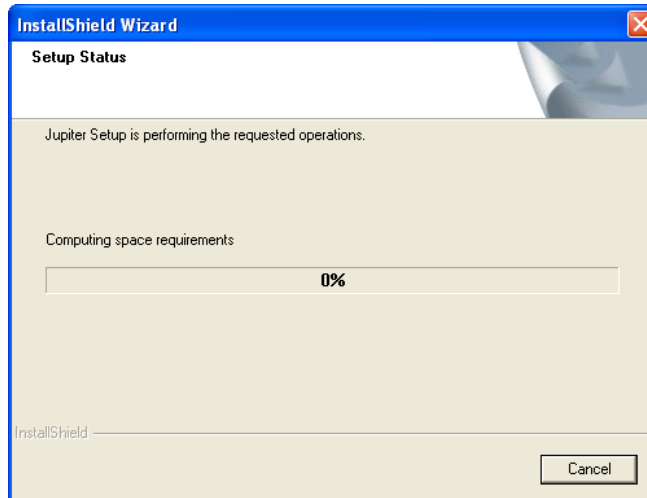 InstallShield Wizard
Setup Status
Jupiter Setup is performing the requested operations.
Computing space requirements
0%
InstallShield
Cancel